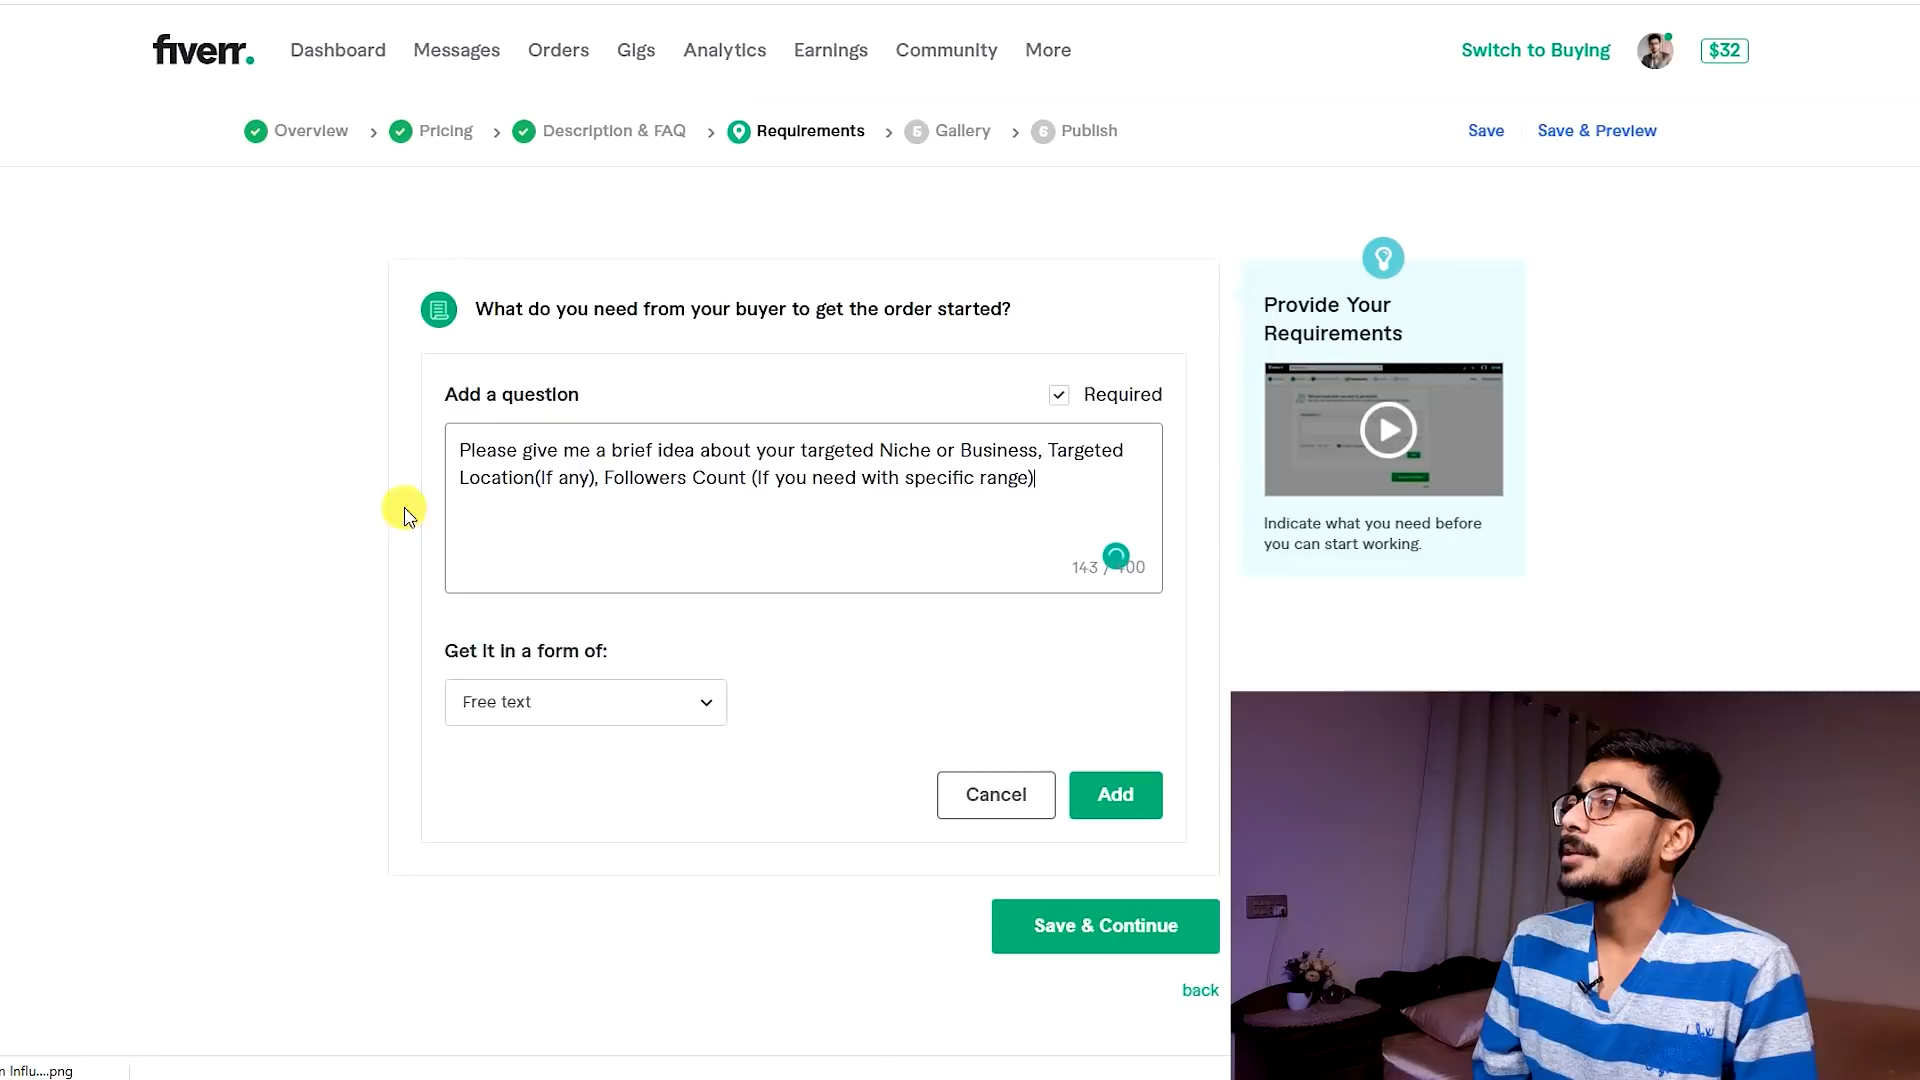 fiverr.
Dashboard
Messages
Orders
Gigs
Analytics
Earnings
Community
More
Switch to Buying
$32
Overview
Pricing
Description & FAQ
Requirements
5 Gallery
6 Publish
Save
Save & Preview
What do you need from your buyer to get the order started?
Add a question
Required
Please give me a brief idea about your targeted Niche or Business, Targeted
Location(If any), Followers Count (If you need with specific range)
143 / 400
Get it in a form of:
Free text
Cancel
Add
Save & Continue
back
Provide Your
Requirements
Indicate what you need before
you can start working.
n Influ....png